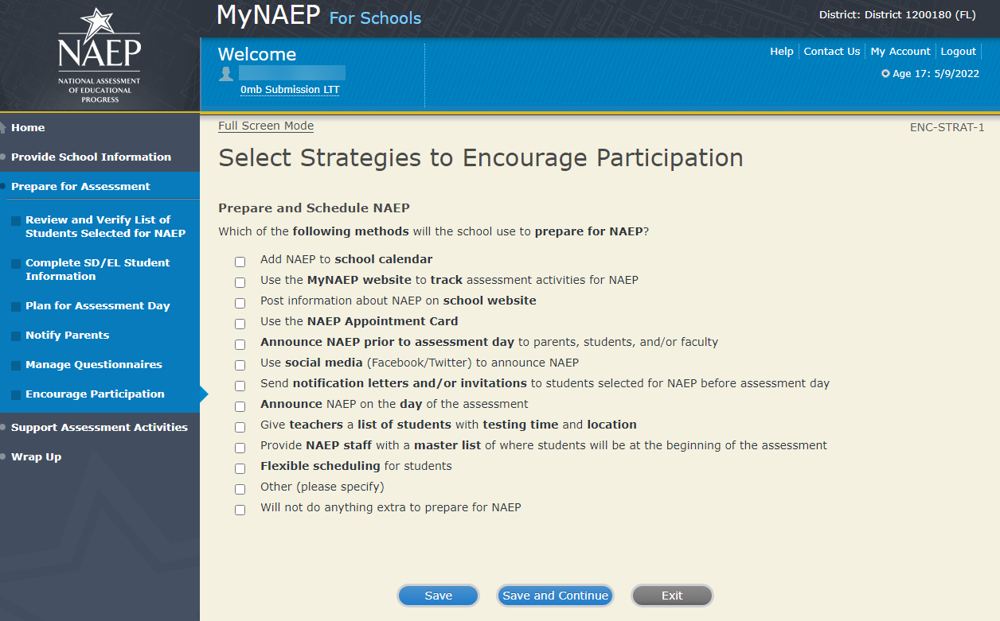 NAEP
NATIONAL ASSESSMENT
OF EDUCATIONAL
PROGRESS
MyNAEP For Schools
District: District 1200180 (FL)
Welcome
0mb Submission LTT
Help
Contact Us
My Account
Logout
Age 17: 5/9/2022
Home
Provide School Information
Prepare for Assessment
Review and Verify List of
Students Selected for NAEP
Complete SD/EL Student
Information
Plan for Assessment Day
Notify Parents
Manage Questionnaires
Encourage Participation
Support Assessment Activities
Wrap Up
Full Screen Mode
ENC-STRAT-1
Select Strategies to Encourage Participation
Prepare and Schedule NAEP
Which of the following methods will the school use to prepare for NAEP?
Add NAEP to school calendar
Use the MyNAEP website to track assessment activities for NAEP
Post information about NAEP on school website
Use the NAEP Appointment Card
Announce NAEP prior to assessment day to parents, students, and/or faculty
Use social media (Facebook/Twitter) to announce NAEP
Send notification letters and/or invitations to students selected for NAEP before assessment day
Announce NAEP on the day of the assessment
Give teachers a list of students with testing time and location
Provide NAEP staff with a master list of where students will be at the beginning of the assessment
Flexible scheduling for students
Other (please specify)
Will not do anything extra to prepare for NAEP
Save
Save and Continue
Exit